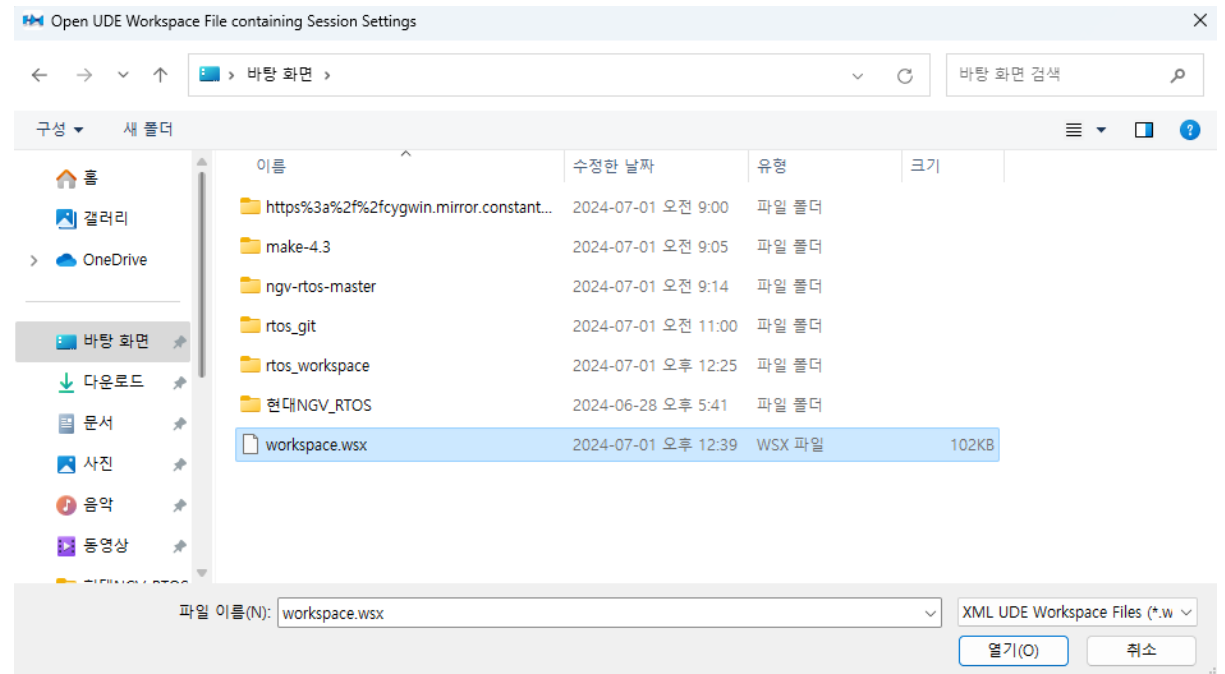 Open UDE Workspace File containing Session Settings
바탕 화면
바탕 화면 검색
구성
새 폴더
홈
갤러리
OneDrive
바탕 화면
다운로드
문서
사진
음악
동영상
이름 수정한 날짜 유형 크기
https%3a%2f%2fcygwin.mirror.constant... 2024-07-01 오전 9:00 파일 폴더
make-4.3 2024-07-01 오전 9:05 파일 폴더
ngv-rtos-master 2024-07-01 오전 9:14 파일 폴더
rtos_git 2024-07-01 오전 11:00 파일 폴더
rtos_workspace 2024-07-01 오후 12:25 파일 폴더
현대NGV_RTOS 2024-06-28 오후 5:41 파일 폴더
workspace.wsx 2024-07-01 오후 12:39 WSX 파일 102KB
파일 이름(N): workspace.wsx
XML UDE Workspace Files (*.w
열기(O)
취소